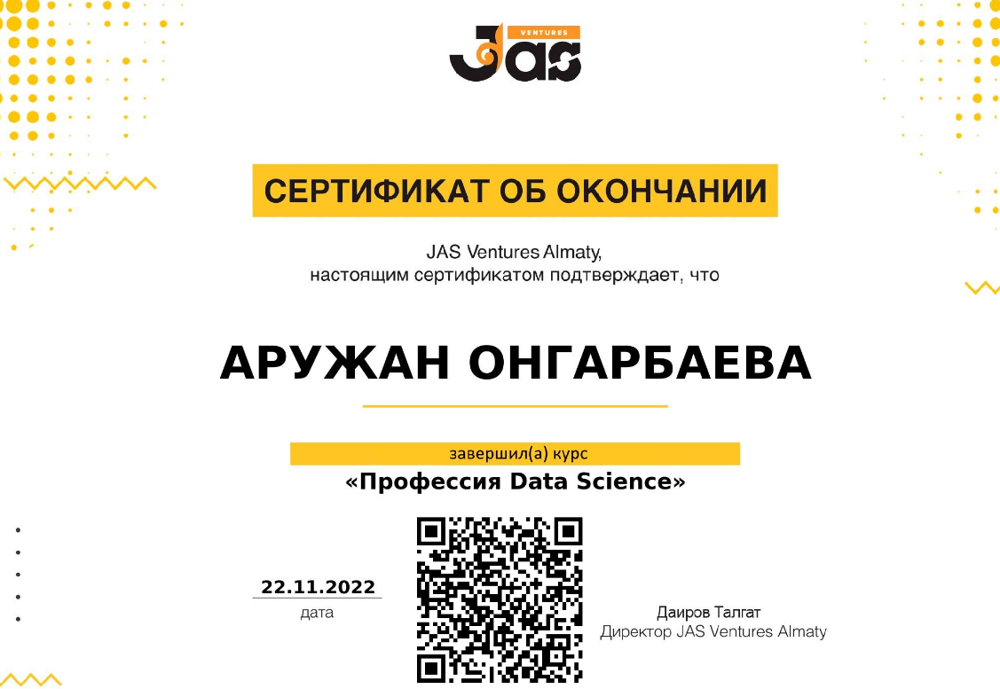 VENTURES
Jas
СЕРТИФИКАТ ОБ ОКОНЧАНИИ
JAS Ventures Almaty,
настоящим сертификатом подтверждает, что
АРУЖАН ОНГАРБАЕВА
завершил(а) курс
«Профессия Data Science»
22.11.2022
дата
Даиров Талгат
Директор JAS Ventures Almaty